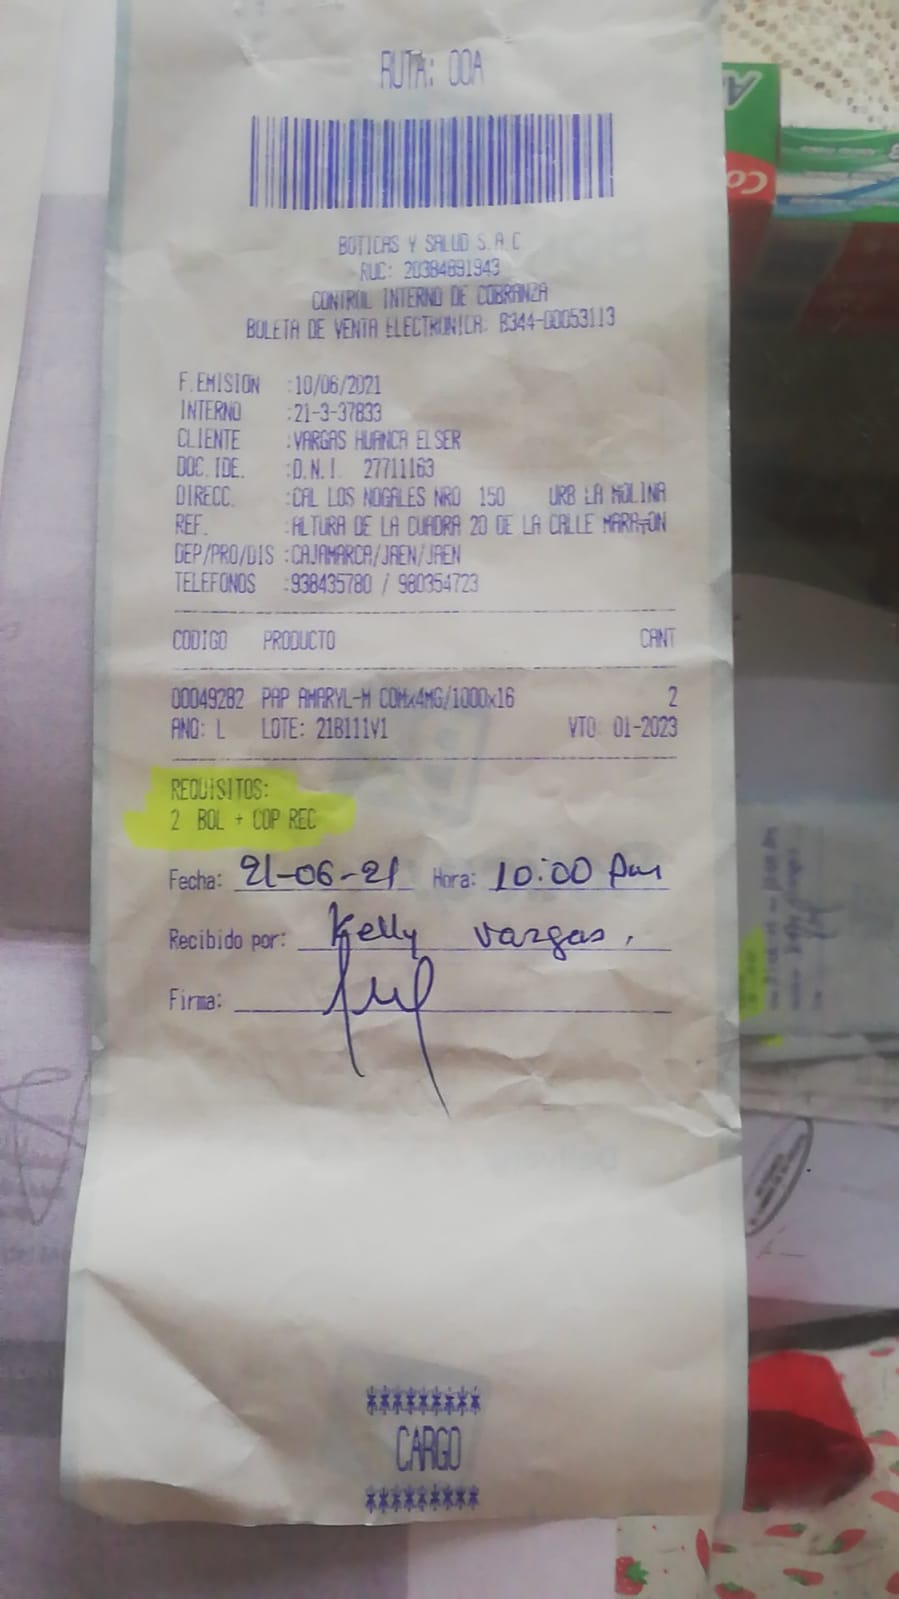 RUTA: 00A
BOTICAS Y SALUD S.A.C
RUC: 20384891943
CONTROL INTERNO DE COBRANZA
BOLETA DE VENTA ELECTRONICA: B344-00053113
F.EMISION :10/06/2021
INTERNO :21-3-37833
CLIENTE :VARGAS HUANCA ELSER
DOC.IDE. :D.N.I. 27711163
DIRECC. :CAL LOS NOGALES NRO 150 URB LA MOLINA
REF. :ALTURA DE LA CUADRA 20 DE LA CALLE MARATON
DEP/PRO/DIS :CAJAMARCA/JAEN/JAEN
TELEFONOS :938435780 / 980354723
CODIGO PRODUCTO CANT
00049282 PAP AMARYL-M COMx4MG/1000x16 2
ANQ: L LOTE: 21B111V1 VTO: 01-2023
REQUISITOS:
2 BOL + COP REC
Fecha: 21-06-21 Hora: 10:00 am
Recibido por: Kelly vargas.
Firma:
*********
CARGO
*********